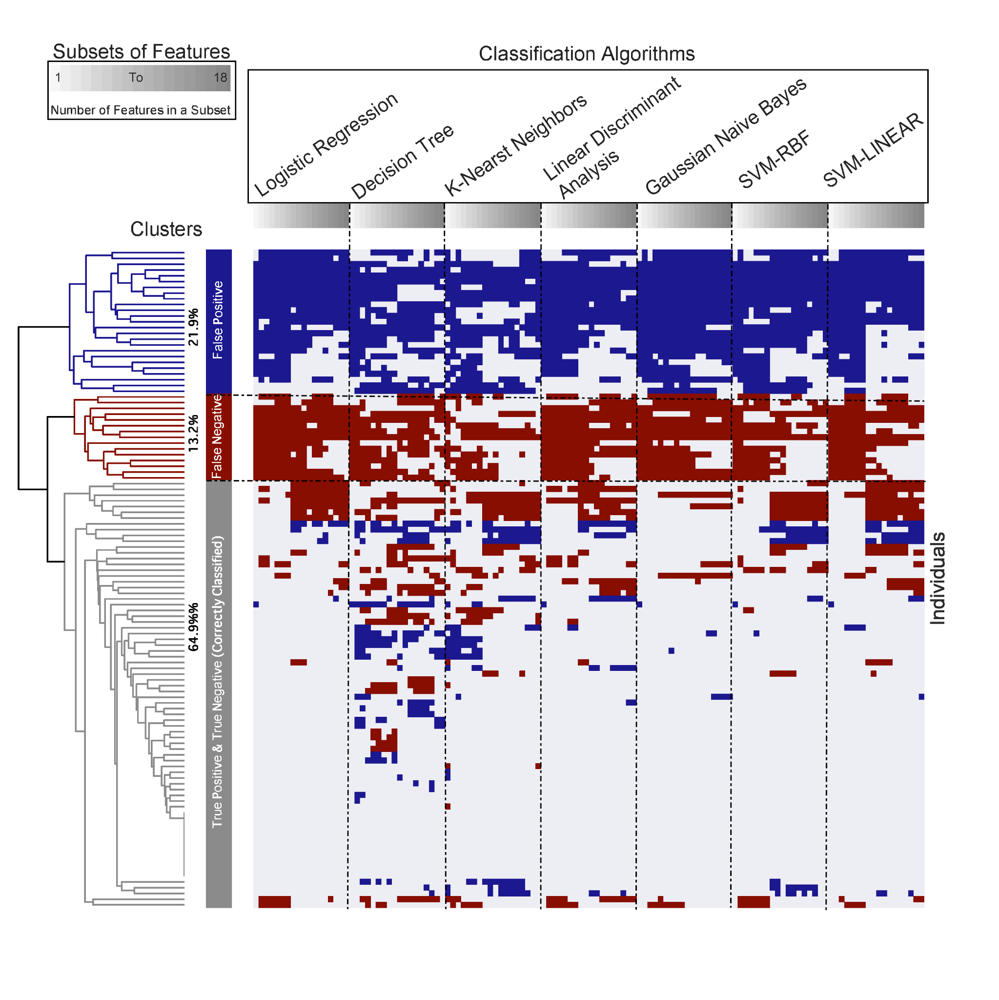 Subsets of Features
1 To 18
Number of Features in a Subset
Classification Algorithms
Logistic Regression
Decision Tree
K-Nearst Neighbors
Linear Discriminant
Analysis
Gaussian Naive Bayes
SVM-RBF
SVM-LINEAR
Clusters
21.9%
False Positive
13.2%
False Negative
64.9%%
True Positive & True Negative (Correctly Classified)
Individuals